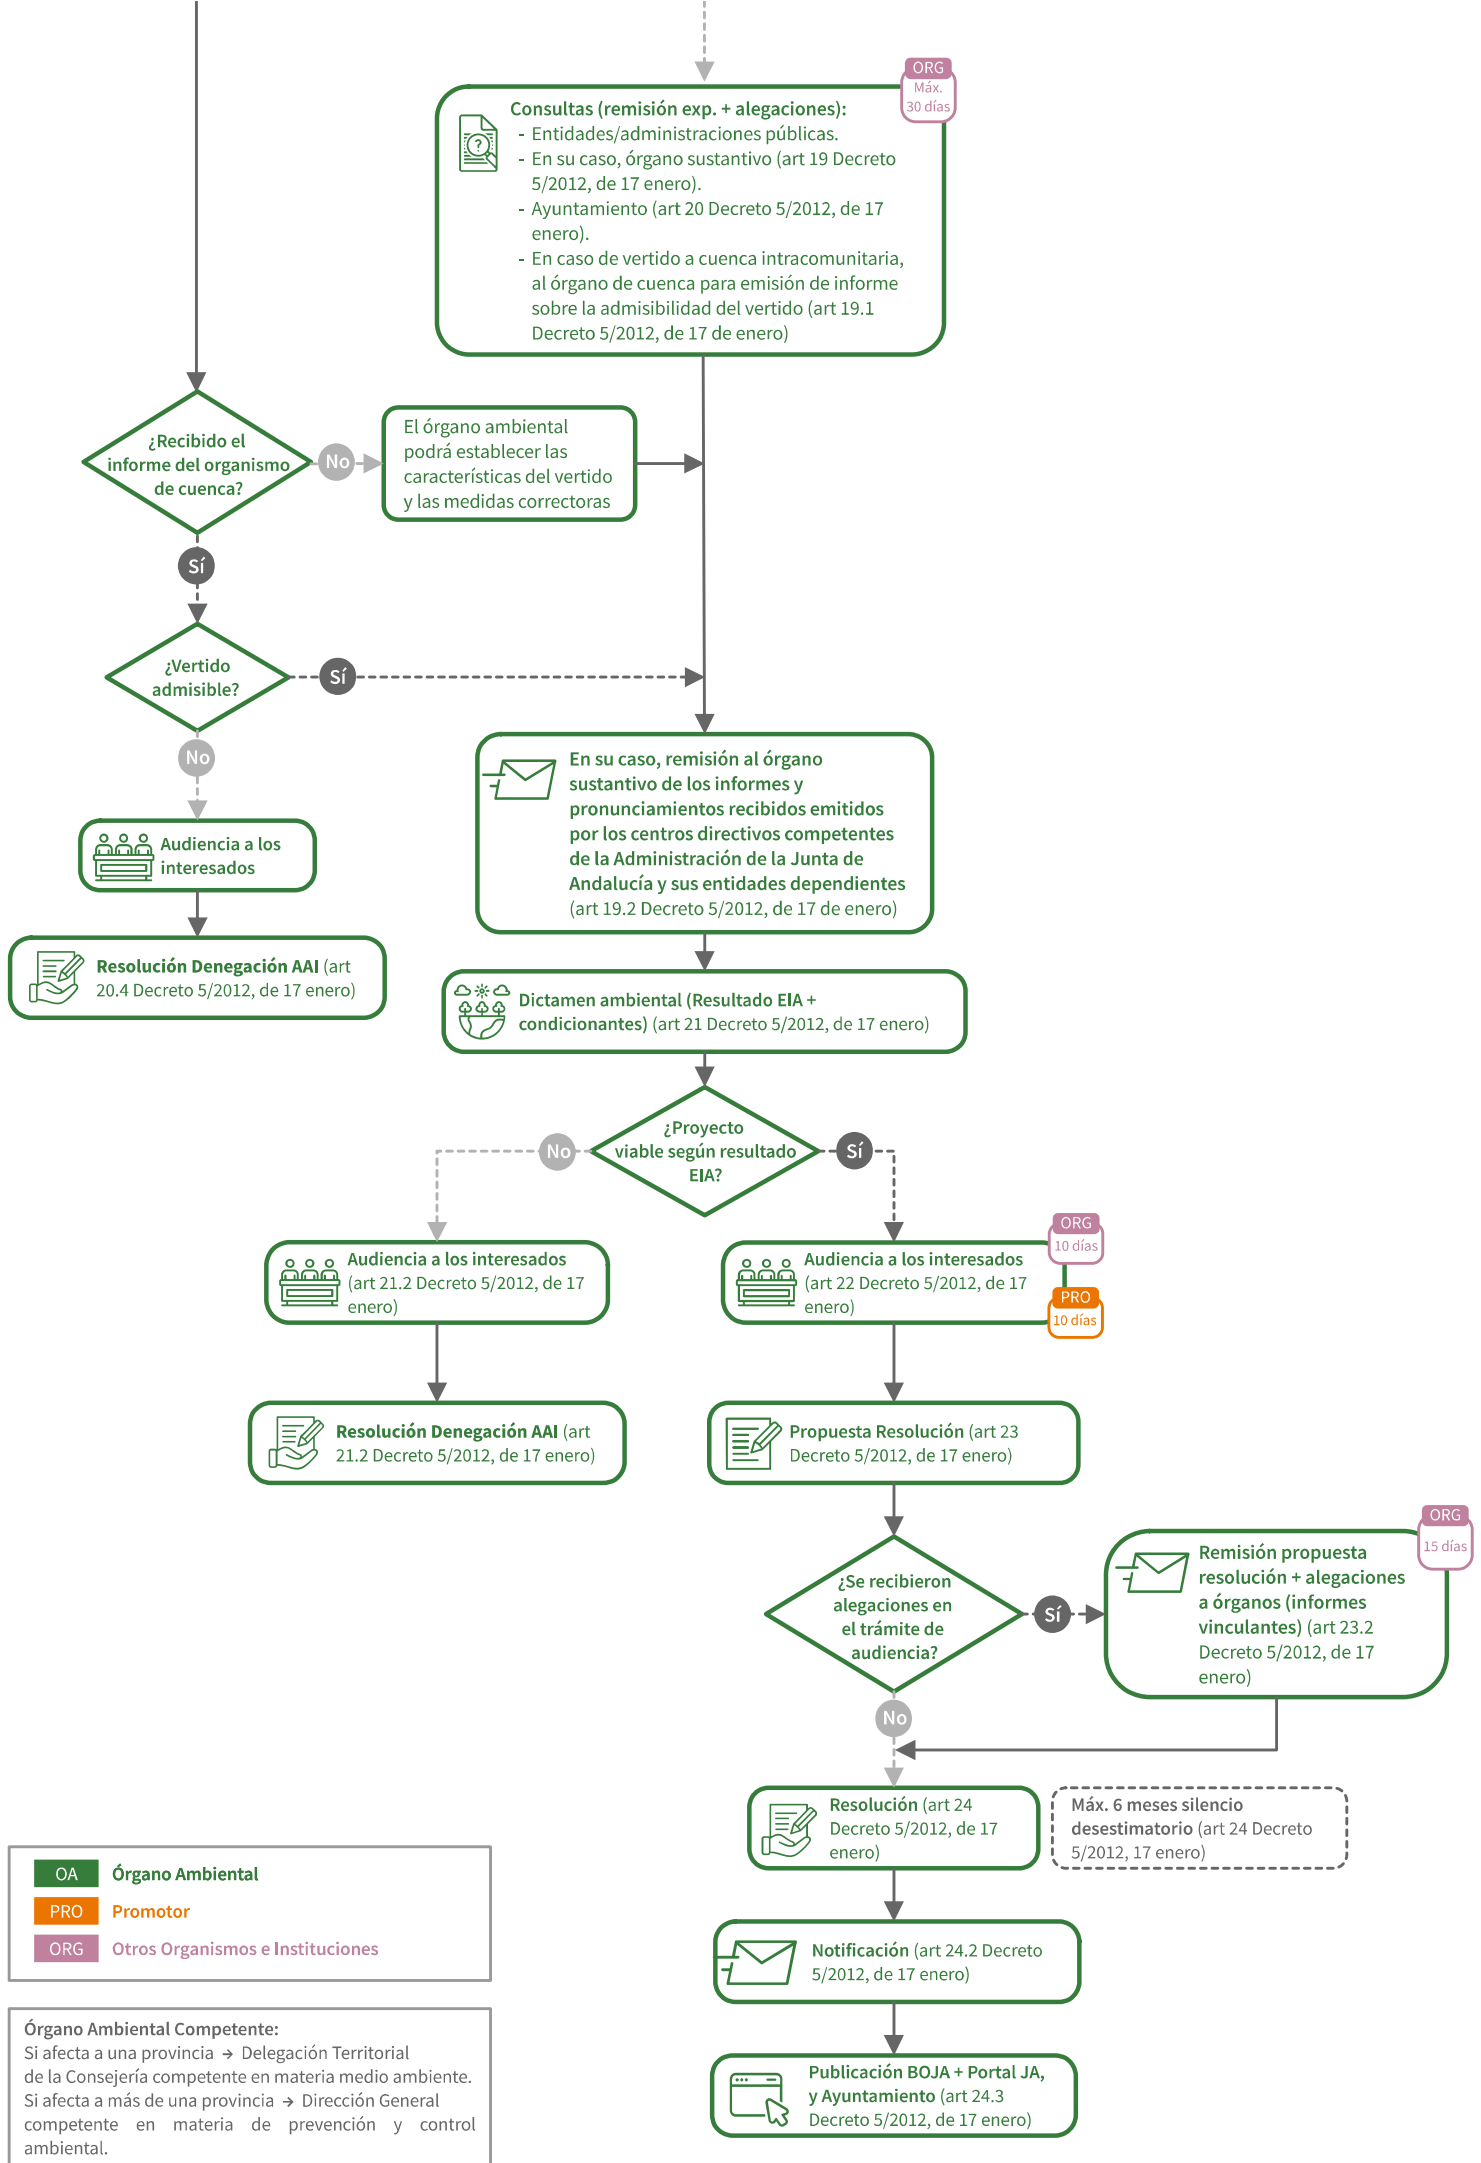 ORG
Máx.
30 días
Consultas (remisión exp. + alegaciones):
- Entidades/administraciones públicas.
- En su caso, órgano sustantivo (art 19 Decreto
5/2012, de 17 enero).
- Ayuntamiento (art 20 Decreto 5/2012, de 17
enero).
- En caso de vertido a cuenca intracomunitaria,
al órgano de cuenca para emisión de informe
sobre la admisibilidad del vertido (art 19.1
Decreto 5/2012, de 17 de enero)
¿Recibido el
informe del organismo
de cuenca?
No
El órgano ambiental
podrá establecer las
características del vertido
y las medidas correctoras
Sí
¿Vertido
admisible?
Sí
No
Audiencia a los
interesados
Resolución Denegación AAI (art
20.4 Decreto 5/2012, de 17 enero)
En su caso, remisión al órgano
sustantivo de los informes y
pronunciamientos recibidos emitidos
por los centros directivos competentes
de la Administración de la Junta de
Andalucía y sus entidades dependientes
(art 19.2 Decreto 5/2012, de 17 de enero)
Dictamen ambiental (Resultado EIA +
condicionantes) (art 21 Decreto 5/2012, de 17 enero)
¿Proyecto
viable según resultado
EIA?
No
Sí
Audiencia a los interesados
(art 21.2 Decreto 5/2012, de 17
enero)
Resolución Denegación AAI (art
21.2 Decreto 5/2012, de 17 enero)
ORG
10 días
Audiencia a los interesados
(art 22 Decreto 5/2012, de 17
enero)
PRO
10 días
Propuesta Resolución (art 23
Decreto 5/2012, de 17 enero)
¿Se recibieron
alegaciones en
el trámite de
audiencia?
Sí
ORG
15 días
Remisión propuesta
resolución + alegaciones
a órganos (informes
vinculantes) (art 23.2
Decreto 5/2012, de 17
enero)
No
Resolución (art 24
Decreto 5/2012, de 17
enero)
Máx. 6 meses silencio
desestimatorio (art 24 Decreto
5/2012, 17 enero)
Notificación (art 24.2 Decreto
5/2012, de 17 enero)
Publicación BOJA + Portal JA,
y Ayuntamiento (art 24.3
Decreto 5/2012, de 17 enero)
OA Órgano Ambiental
PRO Promotor
ORG Otros Organismos e Instituciones
Órgano Ambiental Competente:
Si afecta a una provincia → Delegación Territorial
de la Consejería competente en materia medio ambiente.
Si afecta a más de una provincia → Dirección General
competente en materia de prevención y control
ambiental.